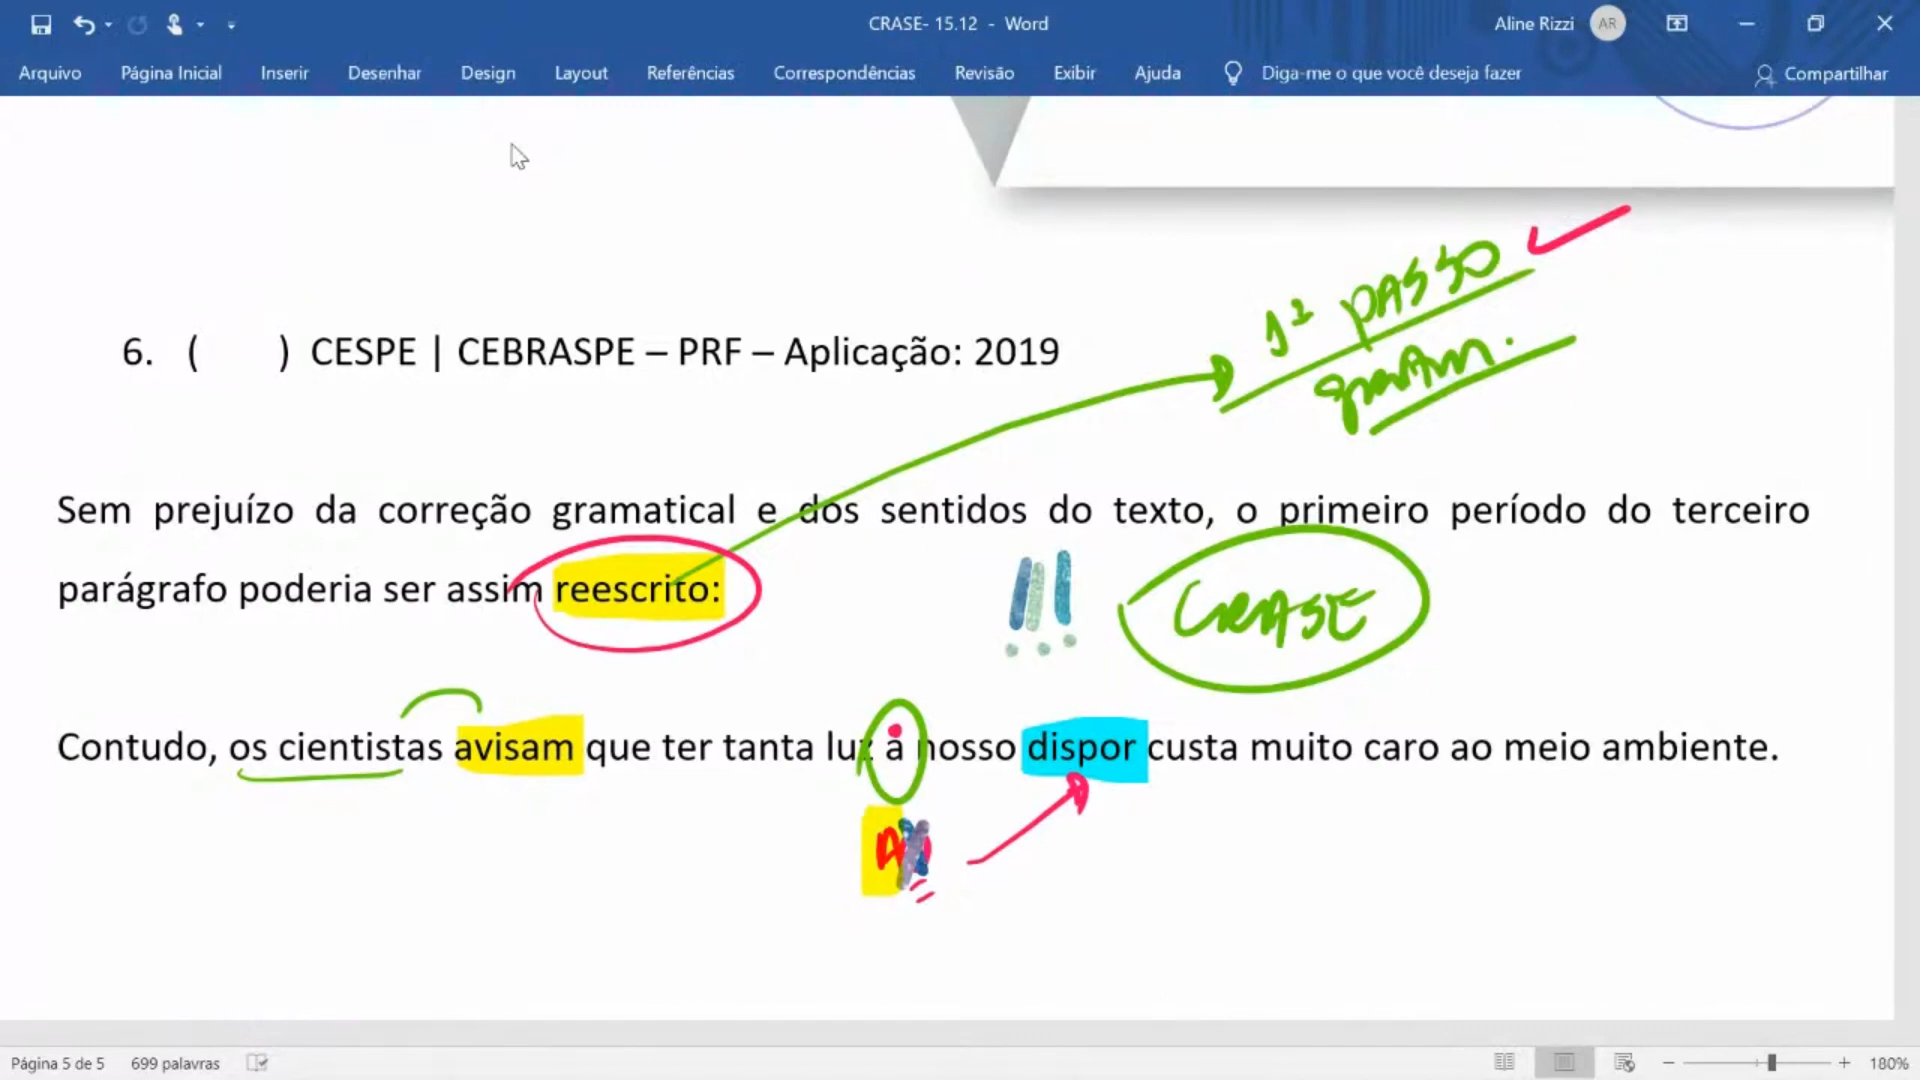 CRASE- 15.12 - Word
Aline Rizzi
AR
Arquivo Página Inicial Inserir Desenhar Design Layout Referências Correspondências Revisão Exibir Ajuda Diga-me o que você deseja fazer Compartilhar
1º PASSO
gram.
6. ( ) CESPE | CEBRASPE – PRF – Aplicação: 2019
Sem prejuízo da correção gramatical e dos sentidos do texto, o primeiro período do terceiro
parágrafo poderia ser assim reescrito:
!!!
CRASE
Contudo, os cientistas avisam que ter tanta luz à nosso dispor custa muito caro ao meio ambiente.
Página 5 de 5 699 palavras
180%